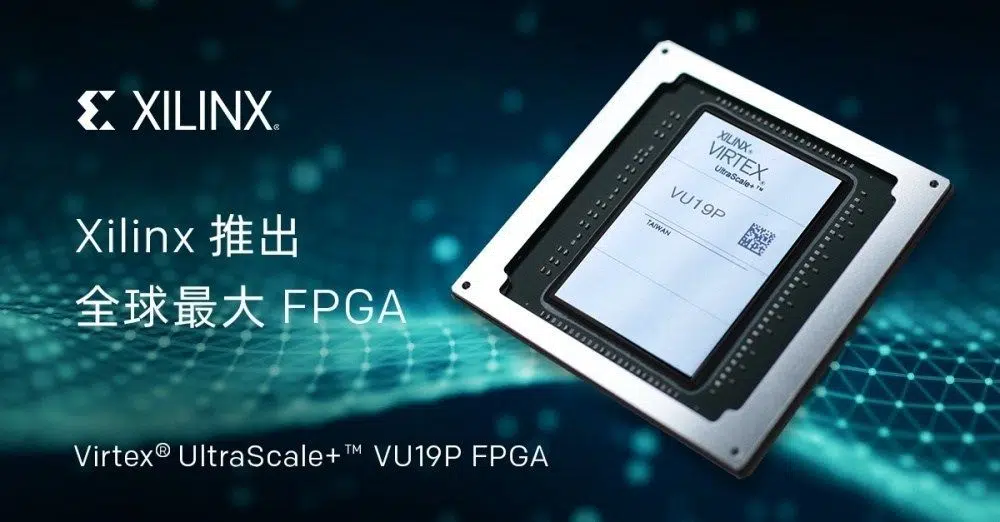 XILINX®
Xilinx 推出
全球最大 FPGA
Virtex® UltraScale+™ VU19P FPGA
XILINX®
VIRTEX®
UltraScale+™
VU19P
TAIWAN